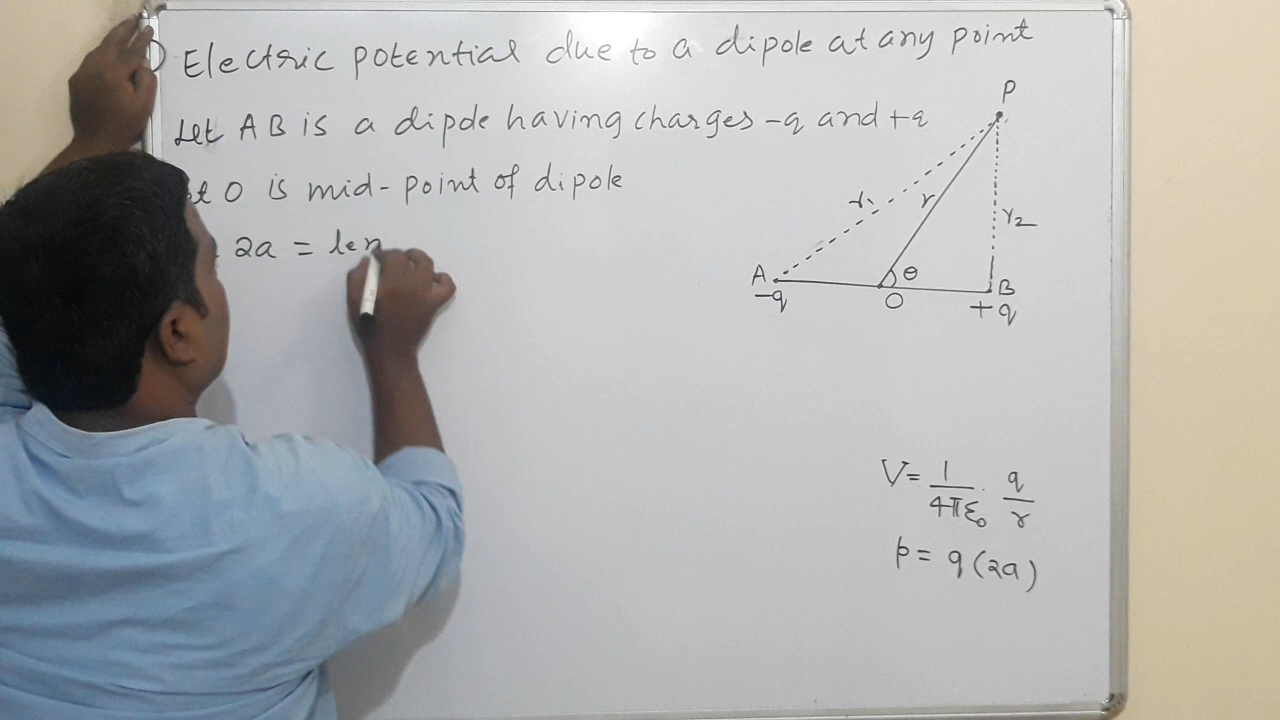 ) Electric potential due to a dipole at any point
Let AB is a dipole having charges -q and +q
O is mid-point of dipole
2a = len
P
r₁
r
r₂
A
θ
B
-q
O
+q
V = 1/4πε₀ . q/r
p = q(2a)